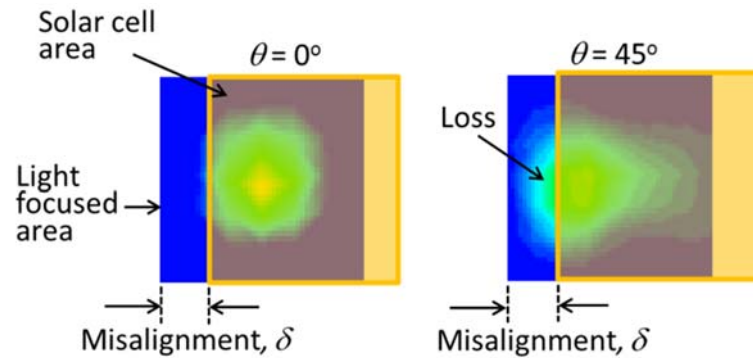 Solar cell
area
θ = 0°
Light
focused
area
Misalignment, δ
θ = 45°
Loss
Misalignment, δ